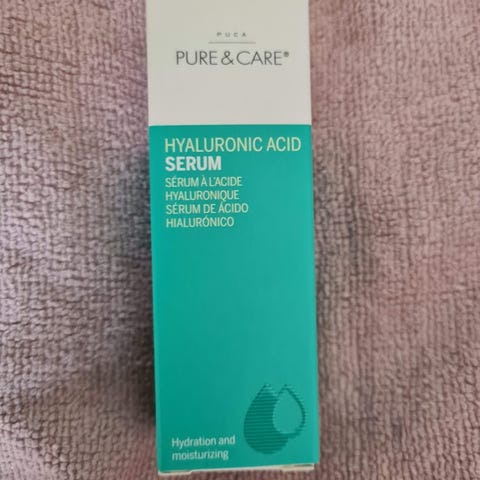 PUCA
PURE & CARE®
HYALURONIC ACID
SERUM
SÉRUM À L'ACIDE
HYALURONIQUE
SÉRUM DE ÁCIDO
HIALURÓNICO
Hydration and
moisturizing